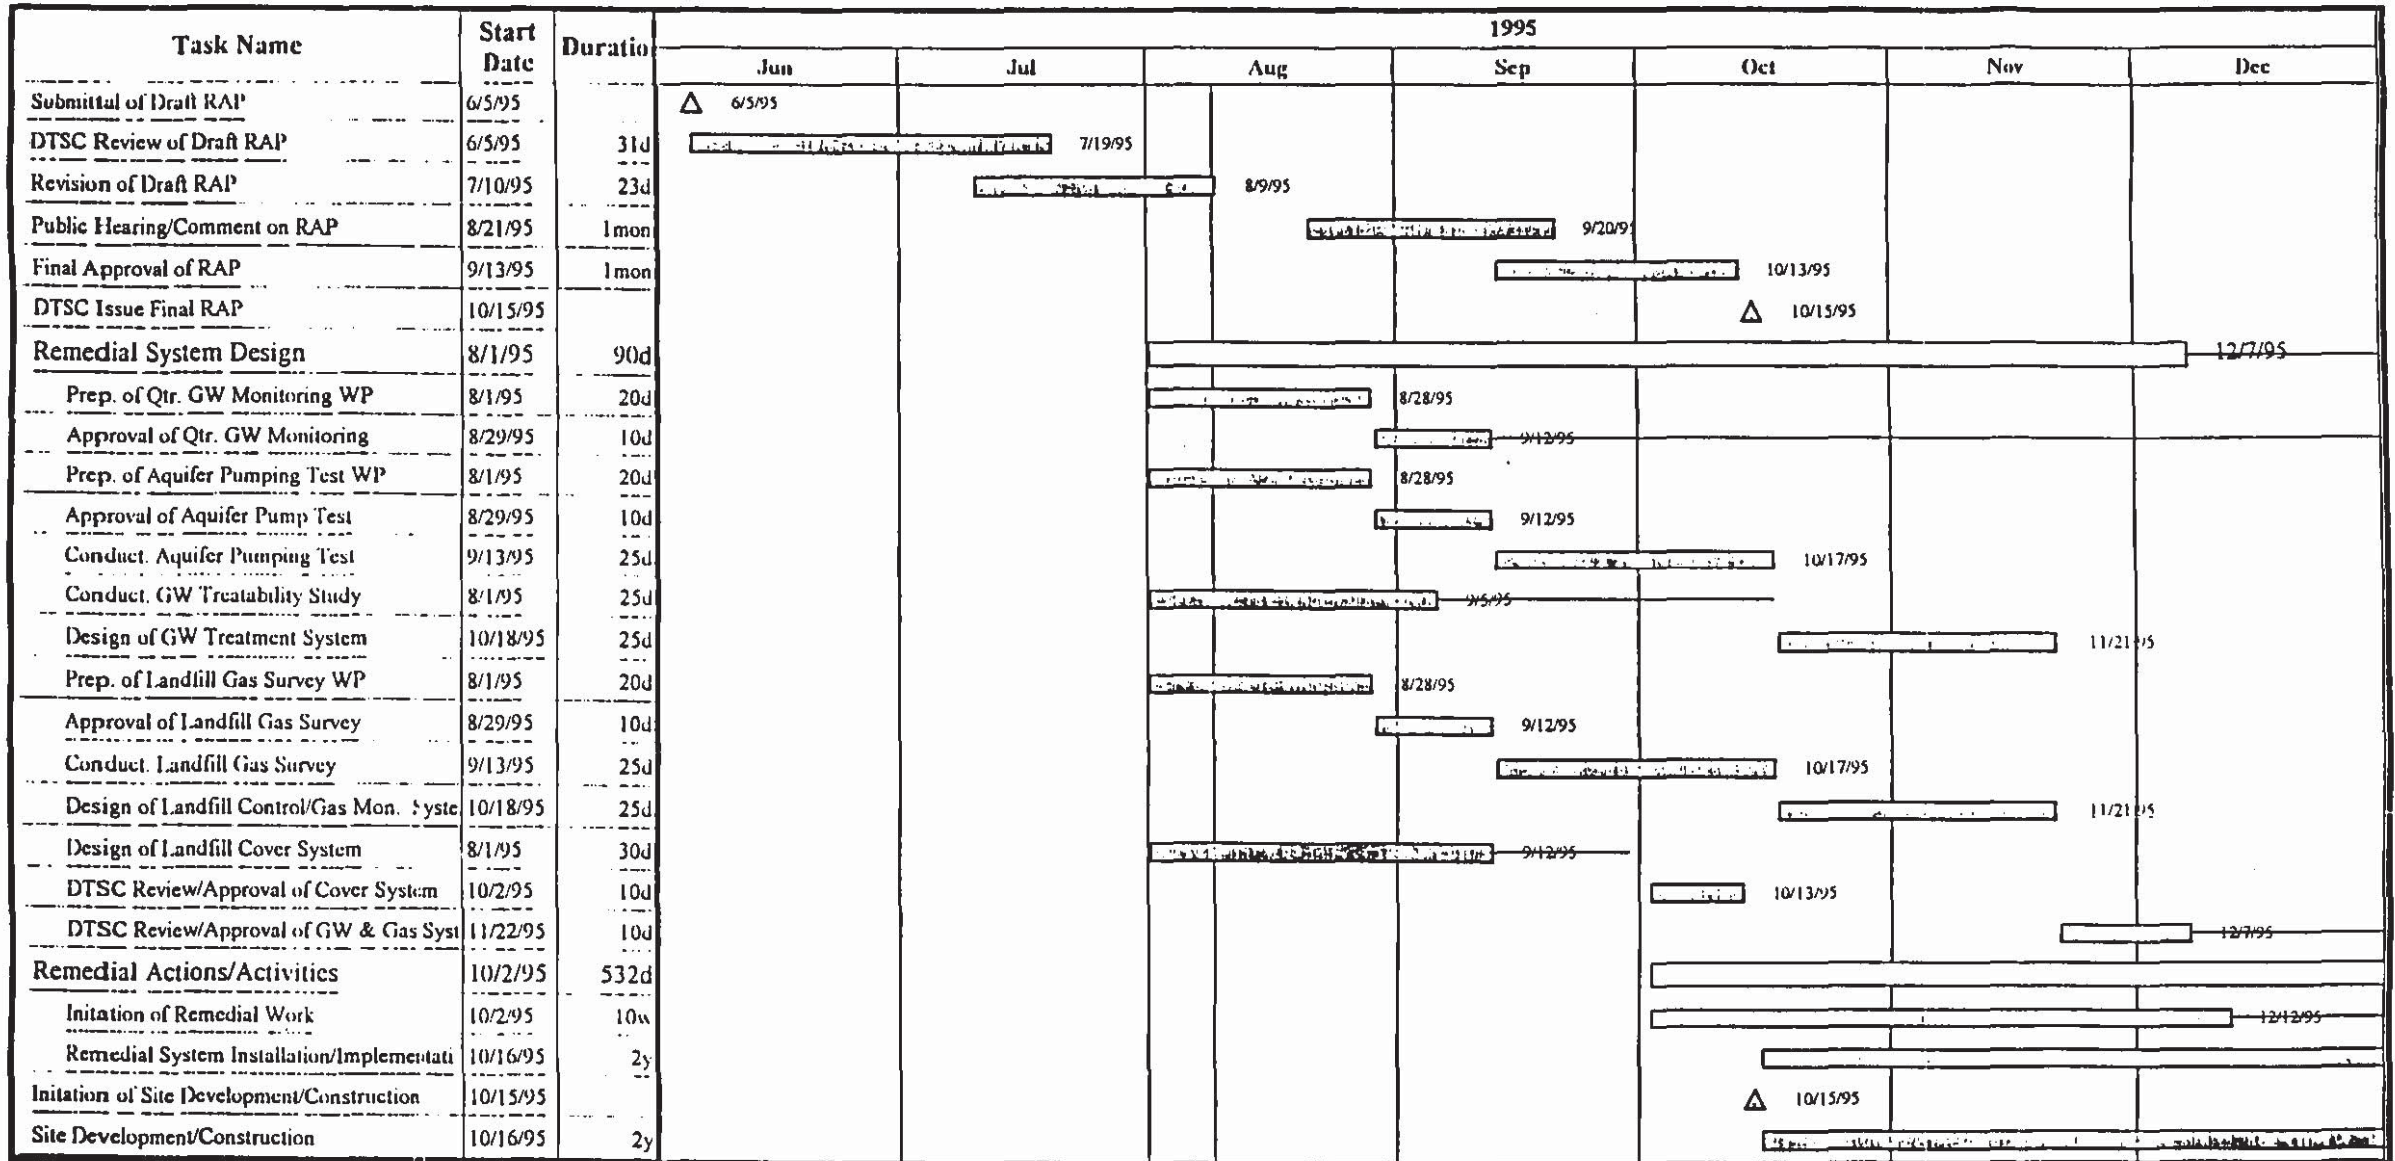 Task Name Start Date Duratio 1995
Jun Jul Aug Sep Oct Nov Dec
Submittal of Draft RAP 6/5/95 6/5/95
DTSC Review of Draft RAP 6/5/95 31d 7/19/95
Revision of Draft RAP 7/10/95 23d 8/9/95
Public Hearing/Comment on RAP 8/21/95 1mon 9/20/95
Final Approval of RAP 9/13/95 1mon 10/13/95
DTSC Issue Final RAP 10/15/95 10/15/95
Remedial System Design 8/1/95 90d 12/7/95
Prep. of Qtr. GW Monitoring WP 8/1/95 20d 8/28/95
Approval of Qtr. GW Monitoring 8/29/95 10d 9/12/95
Prep. of Aquifer Pumping Test WP 8/1/95 20d 8/28/95
Approval of Aquifer Pump Test 8/29/95 10d 9/12/95
Conduct. Aquifer Pumping Test 9/13/95 25d 10/17/95
Conduct. GW Treatability Study 8/1/95 25d 9/5/95
Design of GW Treatment System 10/18/95 25d 11/21/95
Prep. of Landfill Gas Survey WP 8/1/95 20d 8/28/95
Approval of Landfill Gas Survey 8/29/95 10d 9/12/95
Conduct. Landfill Gas Survey 9/13/95 25d 10/17/95
Design of Landfill Control/Gas Mon. Syste 10/18/95 25d 11/21/95
Design of Landfill Cover System 8/1/95 30d 9/12/95
DTSC Review/Approval of Cover System 10/2/95 10d 10/13/95
DTSC Review/Approval of GW & Gas Syst 11/22/95 10d 12/7/95
Remedial Actions/Activities 10/2/95 532d
Initation of Remedial Work 10/2/95 10w 12/12/95
Remedial System Installation/Implementati 10/16/95 2y
Initation of Site Development/Construction 10/15/95 10/15/95
Site Development/Construction 10/16/95 2y